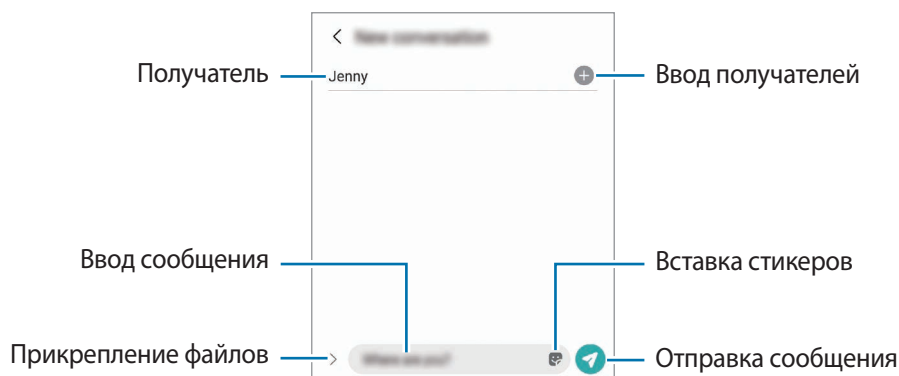 Получатель
Jenny
Ввод получателей
Ввод сообщения
Вставка стикеров
Прикрепление файлов
Отправка сообщения